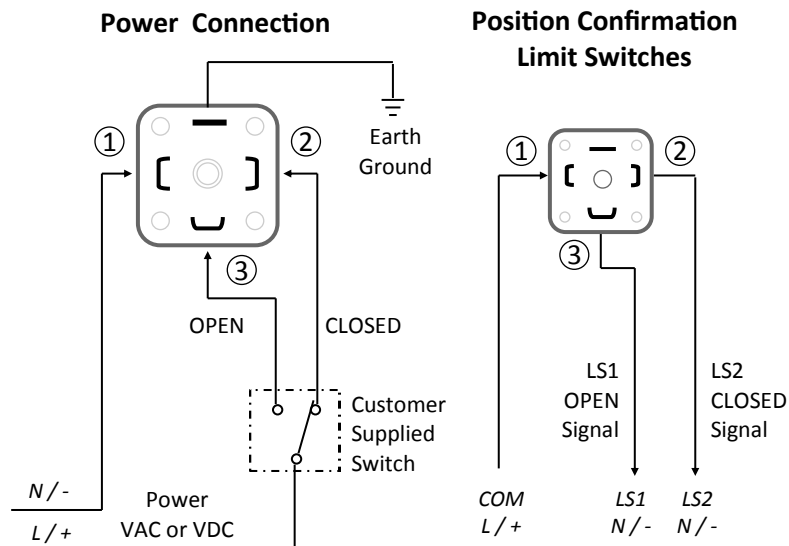 Power Connection
Earth
Ground
1
2
3
OPEN
CLOSED
Customer
Supplied
Switch
N / -
L / +
Power
VAC or VDC
Position Confirmation
Limit Switches
1
2
3
LS1
OPEN
Signal
LS2
CLOSED
Signal
COM
L / +
LS1
N / -
LS2
N / -